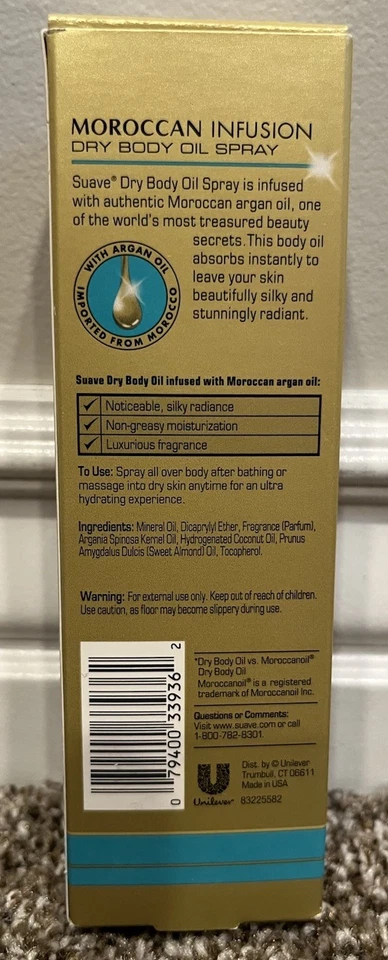 MOROCCAN INFUSION
DRY BODY OIL SPRAY
Suave® Dry Body Oil Spray is infused
with authentic Moroccan argan oil, one
of the world's most treasured beauty
secrets. This body oil
absorbs instantly to
leave your skin
beautifully silky and
stunningly radiant.
WITH ARGAN OIL
IMPORTED FROM MOROCCO
Suave Dry Body Oil infused with Moroccan argan oil:
✓ Noticeable, silky radiance
✓ Non-greasy moisturization
✓ Luxurious fragrance
To Use: Spray all over body after bathing or
massage into dry skin anytime for an ultra
hydrating experience.
Ingredients: Mineral Oil, Dicaprylyl Ether, Fragrance (Parfum),
Argania Spinosa Kernel Oil, Hydrogenated Coconut Oil, Prunus
Amygdalus Dulcis (Sweet Almond) Oil, Tocopherol.
Warning: For external use only. Keep out of reach of children.
Use caution, as floor may become slippery during use.
0 79400 33936 2
*Dry Body Oil vs. Moroccanoil®
Dry Body Oil
Moroccanoil® is a registered
trademark of Moroccanoil Inc.
Questions or Comments:
Visit www.suave.com or call
1-800-782-8301.
Unilever
Dist. by © Unilever
Trumbull, CT 06611
Made in USA
83225582